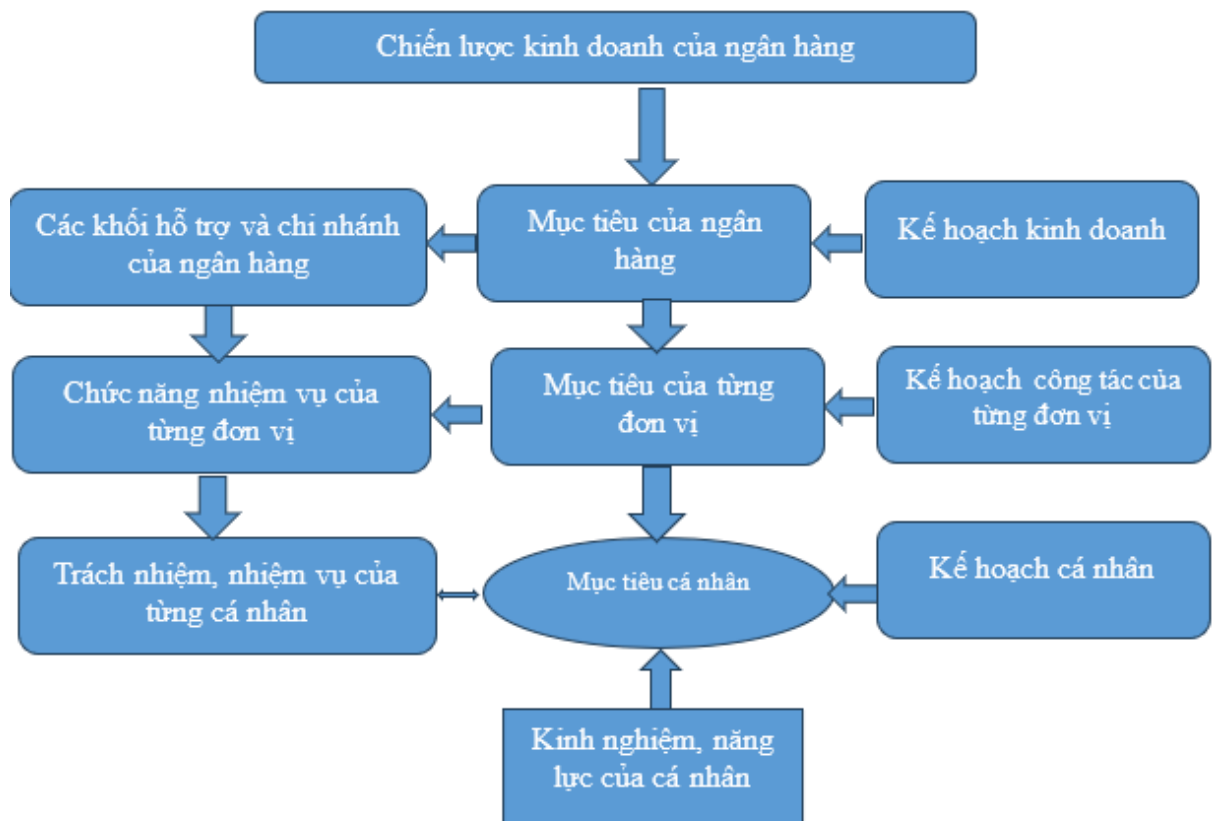 Chiến lược kinh doanh của ngân hàng
Các khối hỗ trợ và chi nhánh
của ngân hàng
Mục tiêu của ngân
hàng
Kế hoạch kinh doanh
Chức năng nhiệm vụ của
từng đơn vị
Mục tiêu của từng
đơn vị
Kế hoạch công tác của
từng đơn vị
Trách nhiệm, nhiệm vụ của
từng cá nhân
Mục tiêu cá nhân
Kế hoạch cá nhân
Kinh nghiệm, năng
lực của cá nhân